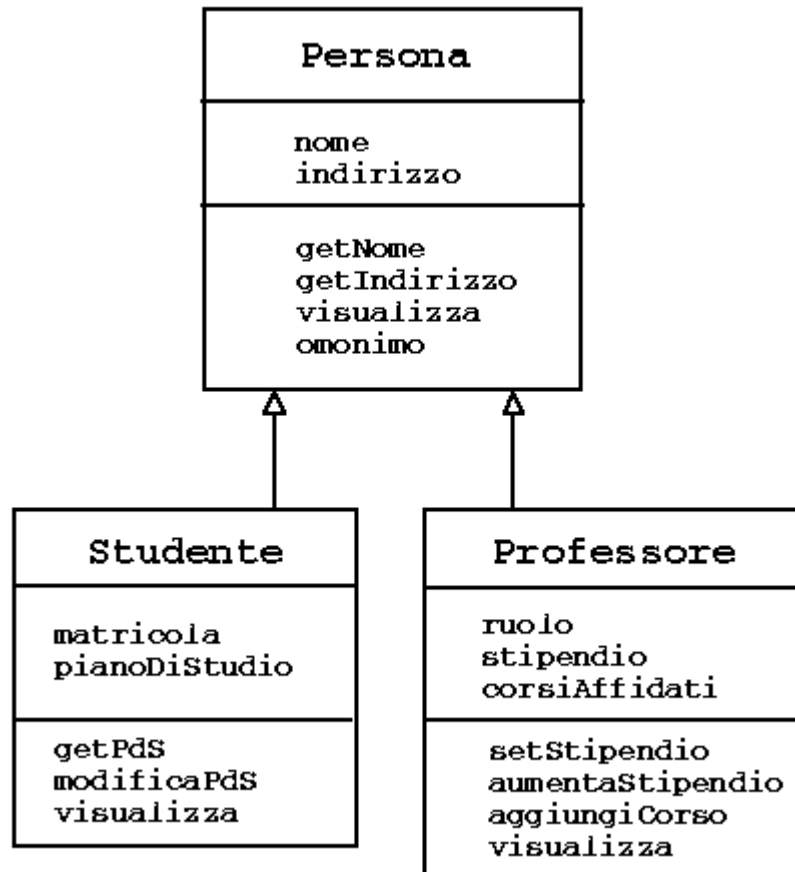 Persona
nome
indirizzo
getNome
getIndirizzo
visualizza
omonimo
Studente
matricola
pianoDiStudio
getPdS
modificaPdS
visualizza
Professore
ruolo
stipendio
corsiAffidati
setStipendio
aumentaStipendio
aggiungiCorso
visualizza